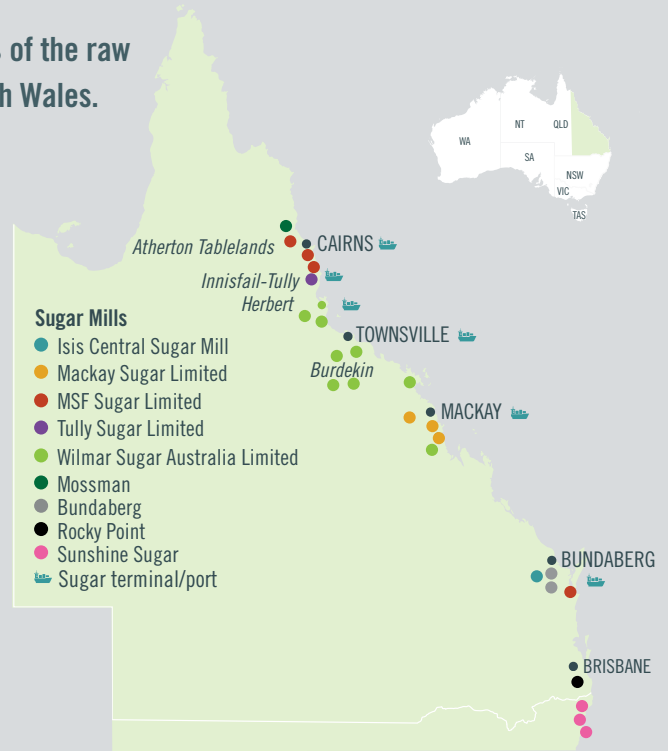 of the raw
h Wales.
WA
NT
QLD
SA
NSW
VIC
TAS
Atherton Tablelands
CAIRNS
Innisfail-Tully
Herbert
TOWNSVILLE
Burdekin
MACKAY
Sugar Mills
Isis Central Sugar Mill
Mackay Sugar Limited
MSF Sugar Limited
Tully Sugar Limited
Wilmar Sugar Australia Limited
Mossman
Bundaberg
Rocky Point
Sunshine Sugar
Sugar terminal/port
BUNDABERG
BRISBANE